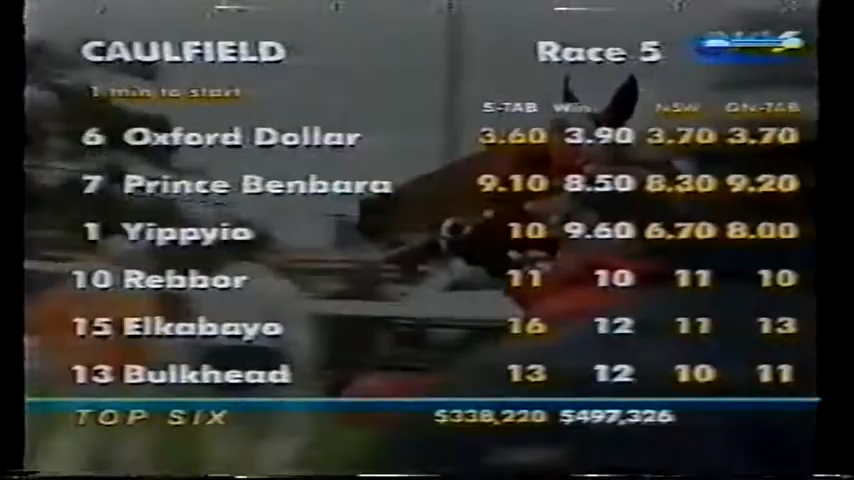 CAULFIELD Race 5
1 min to start
S-TAB Win NSW QN-TAB
6 Oxford Dollar 3.60 3.90 3.70 3.70
7 Prince Benbara 9.10 8.50 8.30 9.20
1 Yippyio 10 9.60 6.70 8.00
10 Rebbor 11 10 11 10
15 Elkabayo 16 12 11 13
13 Bulkhead 13 12 10 11
TOP SIX $338,220 $497,326